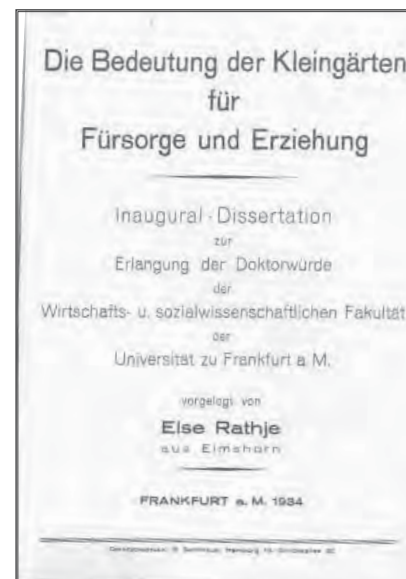 Die Bedeutung der Kleingärten
für
Fürsorge und Erziehung
Inaugural-Dissertation
zur
Erlangung der Doktorwürde
der
Wirtschafts- u. sozialwissenschaftlichen Fakultät
der
Universität zu Frankfurt a. M.
vorgelegt von
Else Rathje
aus Elmshorn
FRANKFURT a. M. 1934
Hamburg